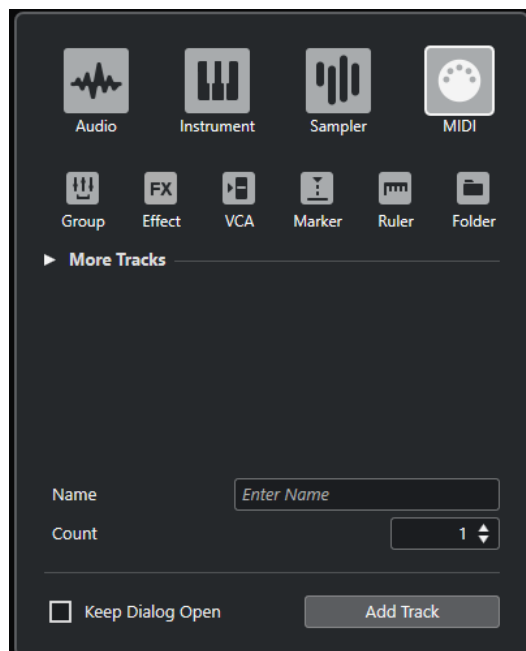 Audio Instrument Sampler MIDI
FX
Group Effect VCA Marker Ruler Folder
More Tracks
Name Enter Name
Count 1
Keep Dialog Open Add Track